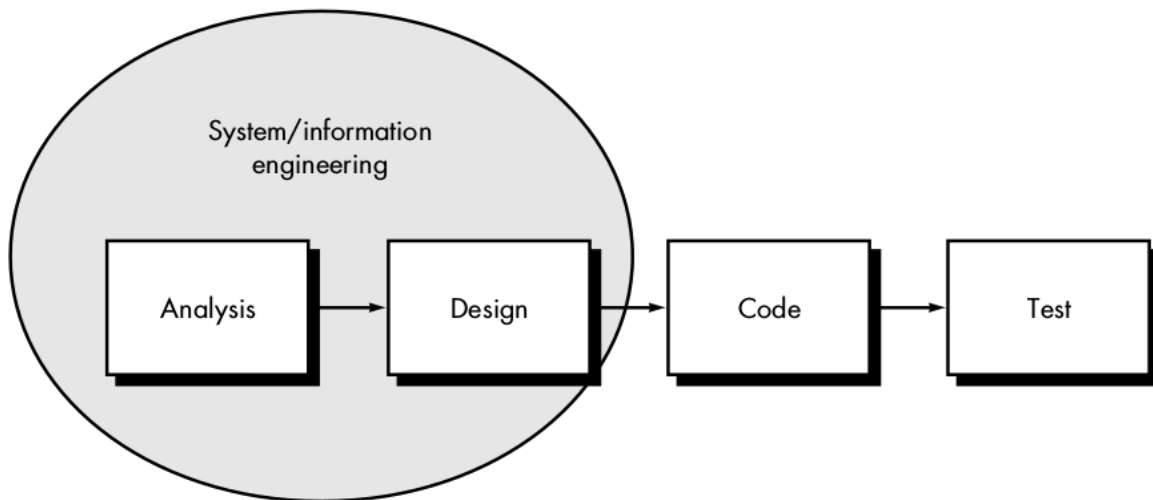 System/information
engineering
Analysis
Design
Code
Test